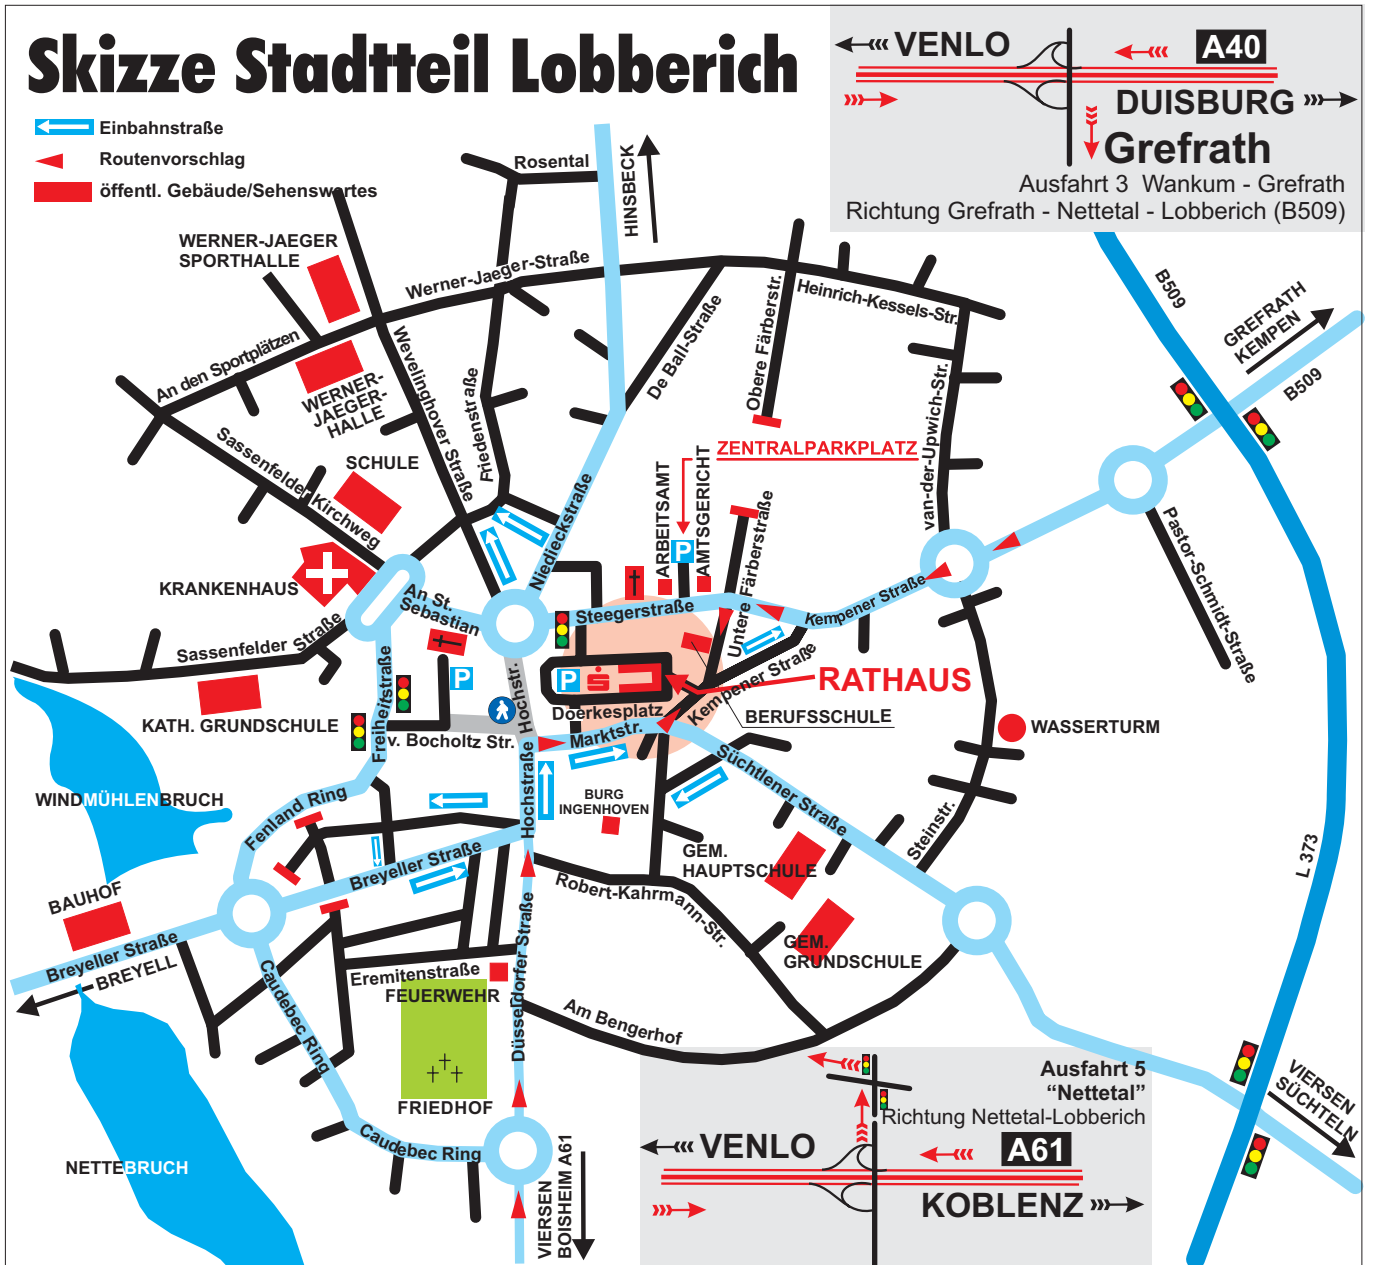 Skizze Stadtteil Lobberich
Einbahnstraße
Routenvorschlag
öffentl. Gebäude/Sehenswertes
VENLO
A40
DUISBURG
Grefrath
Ausfahrt 3 Wankum - Grefrath
Richtung Grefrath - Nettetal - Lobberich (B509)
Rosental
HINSBECK
WERNER-JAEGER
SPORTHALLE
Werner-Jaeger-Straße
Heinrich-Kessels-Str.
B509
GREFRATH
KEMPEN
B509
An den Sportplätzen
WERNER-
JAEGER-
HALLE
Wevelinghover Straße
Friedenstraße
De Ball-Straße
Obere Färberstr.
van-der-Upwich-Str.
Sassenfelder Kirchweg
SCHULE
ZENTRALPARKPLATZ
ARBEITSAMT
AMTSGERICHT
P
Niedieckstraße
Untere Färberstraße
Pastor-Schmidt-Straße
KRANKENHAUS
An St.
Sebastian
Steegerstraße
Kempener Straße
Sassenfelder Straße
P
Hochstr.
P
S
Kempener Straße
RATHAUS
KATH. GRUNDSCHULE
Freiheitstraße
v. Bocholtz Str.
Doerkesplatz
Marktstr.
BERUFSSCHULE
WASSERTURM
WINDMÜHLENBRUCH
Fenland Ring
Hochstraße
BURG
INGENHOVEN
Süchtlener Straße
Steinstr.
L 373
Breyeller Straße
GEM.
HAUPTSCHULE
BAUHOF
Robert-Kahrmann-Str.
Breyeller Straße
BREYELL
GEM.
GRUNDSCHULE
Eremitenstraße
FEUERWEHR
Düsseldorfer Straße
Am Bengerhof
Caudebec Ring
FRIEDHOF
Caudebec Ring
NETTEBRUCH
VIERSEN
BOISHEIM A61
Ausfahrt 5
“Nettetal”
Richtung Nettetal-Lobberich
VENLO
A61
KOBLENZ
VIERSEN
SÜCHTELN